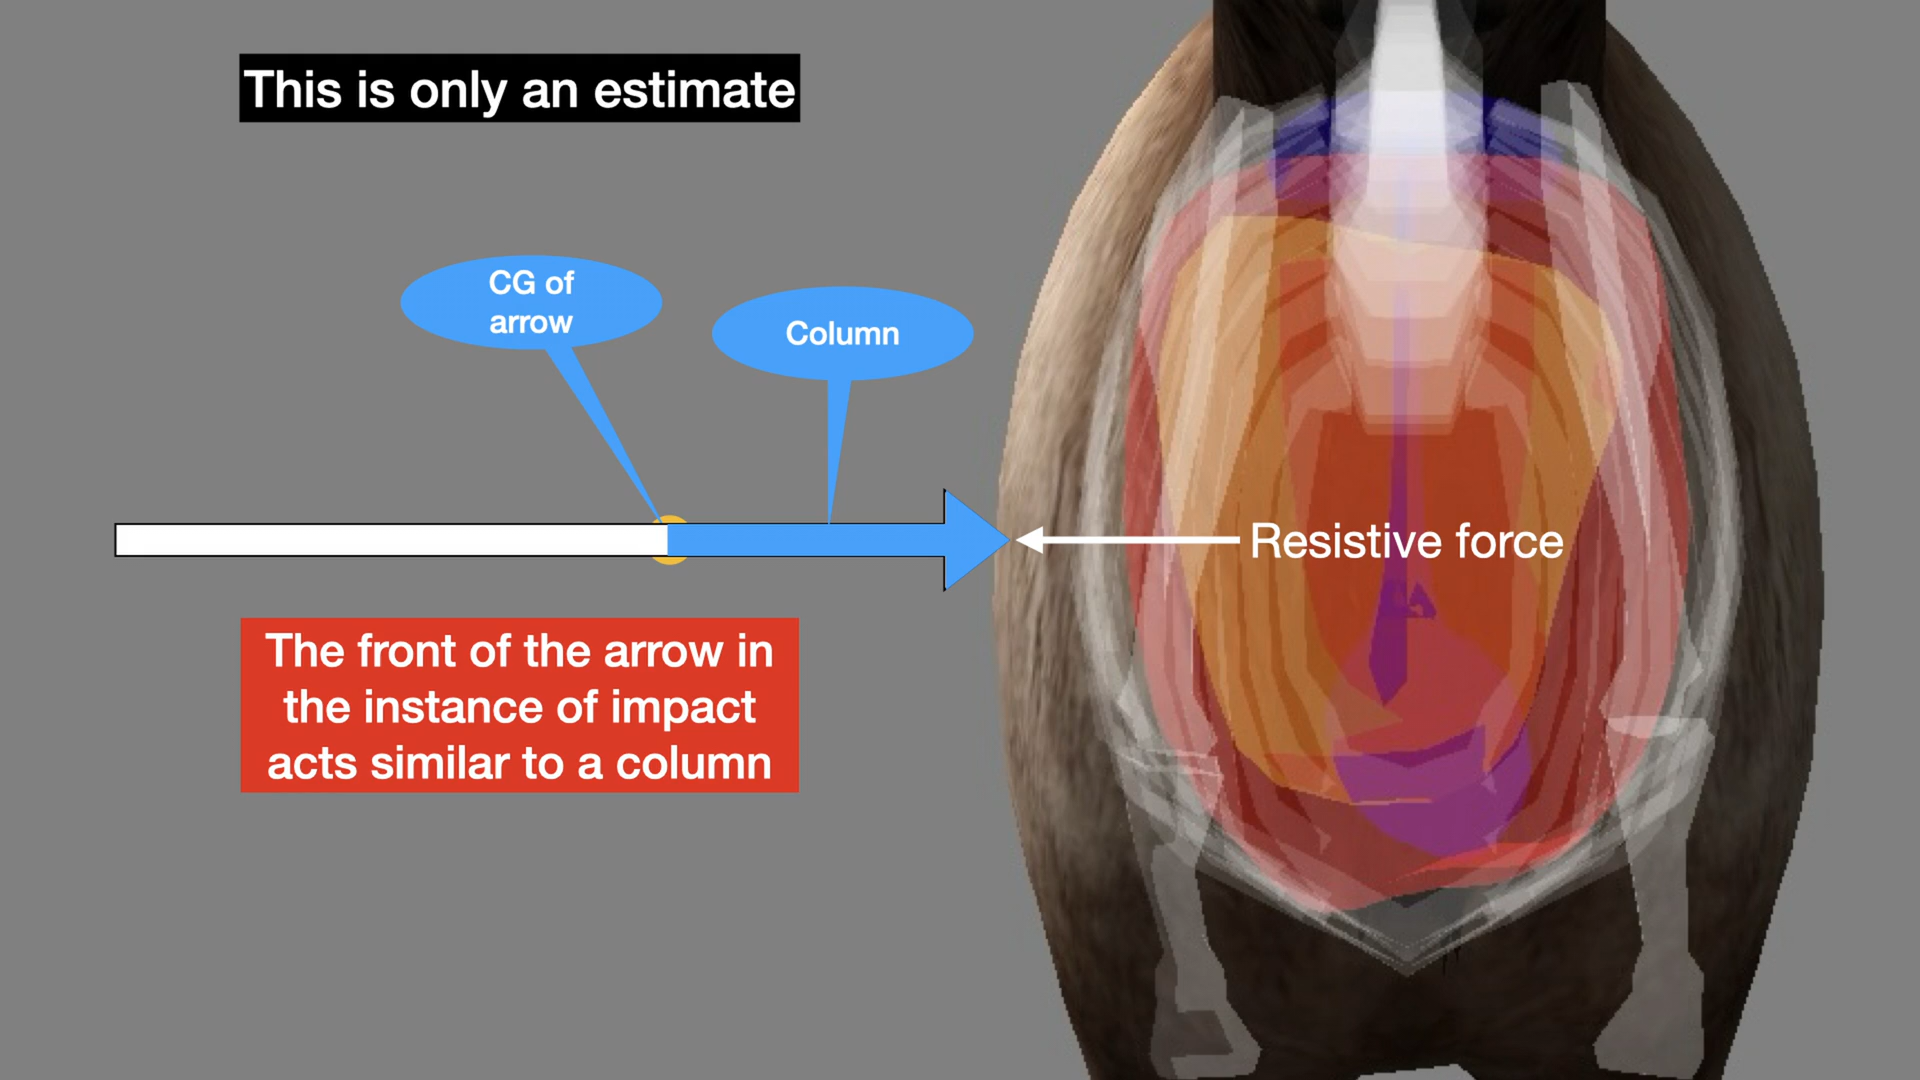 This is only an estimate
CG of
arrow
Column
Resistive force
The front of the arrow in
the instance of impact
acts similar to a column